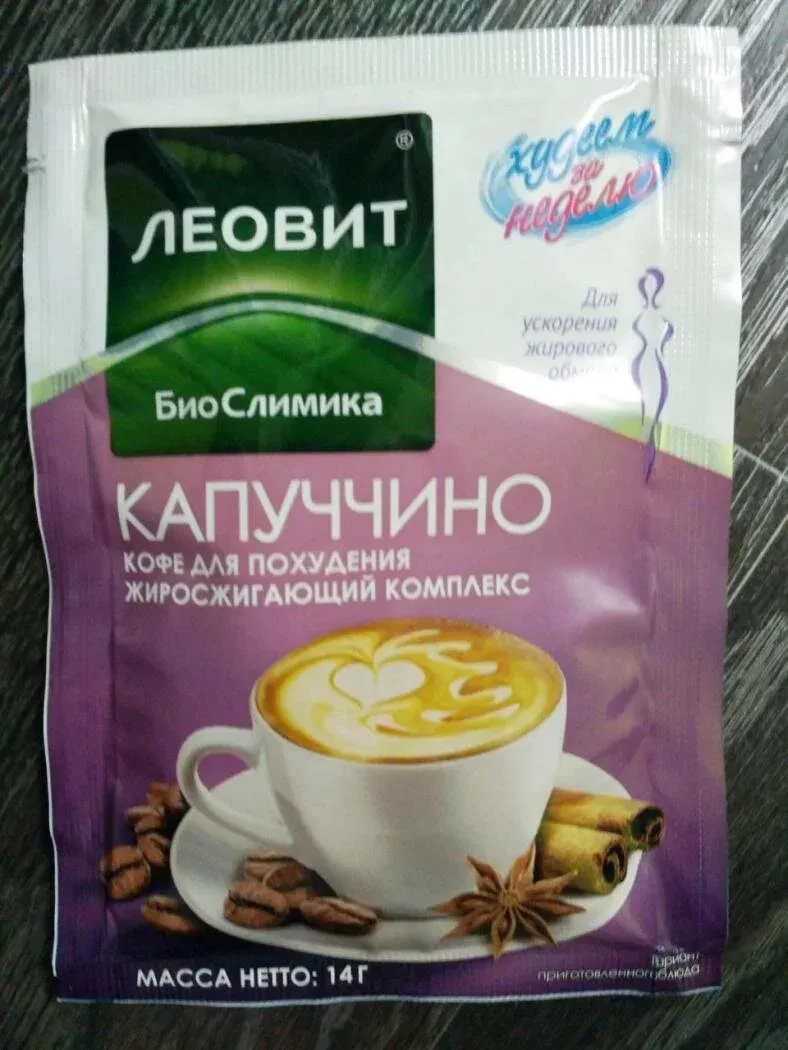 ЛЕОВИТ®
БиоСлимика
худеем
за
неделю
Для
ускорения
жирового
обмена
КАПУЧЧИНО
КОФЕ ДЛЯ ПОХУДЕНИЯ
ЖИРОСЖИГАЮЩИЙ КОМПЛЕКС
МАССА НЕТТО: 14 Г
приготовленного блюда